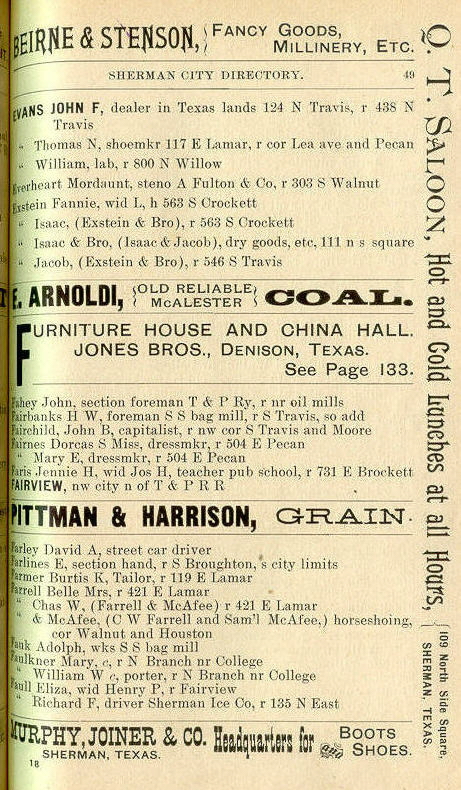 BEIRNE & STENSON, FANCY GOODS,
MILLINERY, ETC.
SHERMAN CITY DIRECTORY. 49
EVANS JOHN F, dealer in Texas lands 124 N Travis, r 438 N
Travis
" Thomas N, shoemkr 117 E Lamar, r cor Lea ave and Pecan
" William, lab, r 800 N Willow
Everheart Mordaunt, steno A Fulton & Co, r 303 S Walnut
Exstein Fannie, wid L, h 563 S Crockett
" Isaac, (Exstein & Bro), r 563 S Crockett
" Isaac & Bro, (Isaac & Jacob), dry goods, etc, 111 n s square
" Jacob, (Exstein & Bro), r 546 S Travis
E. ARNOLDI, OLD RELIABLE
McALESTER COAL.
FURNITURE HOUSE AND CHINA HALL.
JONES BROS., DENISON, TEXAS.
See Page 133.
Fahey John, section foreman T & P Ry, r nr oil mills
Fairbanks H W, foreman S S bag mill, r S Travis, so add
Fairchild, John B, capitalist, r nw cor S Travis and Moore
Fairnes Dorcas S Miss, dressmkr, r 504 E Pecan
" Mary E, dressmkr, r 504 E Pecan
Faris Jennie H, wid Jos H, teacher pub school, r 731 E Brockett
FAIRVIEW, nw city n of T & P R R
PITTMAN & HARRISON, GRAIN.
Farley David A, street car driver
Farlines E, section hand, r S Broughton, s city limits
Farmer Burtis K, Tailor, r 119 E Lamar
Farrell Belle Mrs, r 421 E Lamar
" Chas W, (Farrell & McAfee) r 421 E Lamar
" & McAfee, (C W Farrell and Sam'l McAfee,) horseshoing,
cor Walnut and Houston
Fauk Adolph, wks S S bag mill
Faulkner Mary, c, r N Branch nr College
" William W c, porter, r N Branch nr College
Faull Eliza, wid Henry P, r Fairview
" Richard F, driver Sherman Ice Co, r 135 N East
MURPHY, JOINER & CO. Headquarters for BOOTS
SHERMAN, TEXAS. & SHOES.
18
Q. T. SALOON, Hot and Cold Lunches at all Hours,
109 North Side Square,
SHERMAN, TEXAS.